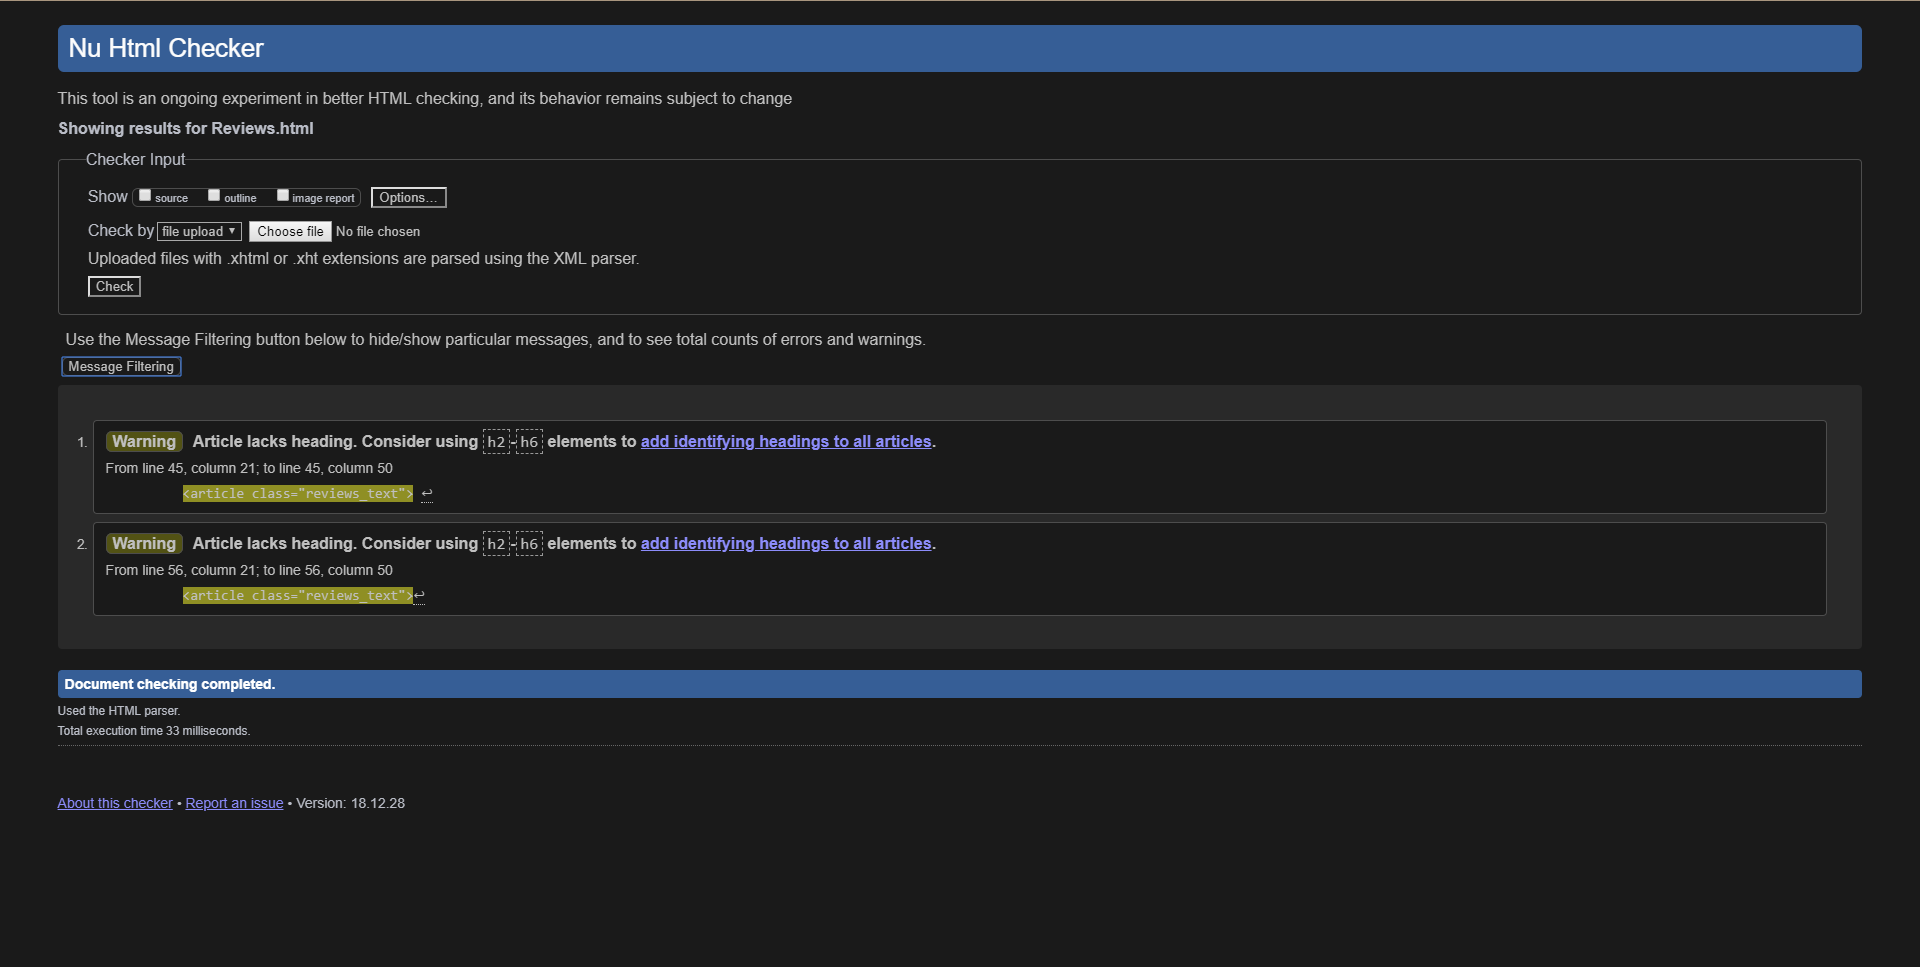 Nu Html Checker
This tool is an ongoing experiment in better HTML checking, and its behavior remains subject to change
Showing results for Reviews.html
Checker Input
Show source outline image report Options...
Check by file upload ▼ Choose file No file chosen
Uploaded files with .xhtml or .xht extensions are parsed using the XML parser.
Check
Use the Message Filtering button below to hide/show particular messages, and to see total counts of errors and warnings.
Message Filtering
1. Warning Article lacks heading. Consider using h2-h6 elements to add identifying headings to all articles.
From line 45, column 21; to line 45, column 50
<article class="reviews_text"> ↩
2. Warning Article lacks heading. Consider using h2-h6 elements to add identifying headings to all articles.
From line 56, column 21; to line 56, column 50
<article class="reviews_text">↩
Document checking completed.
Used the HTML parser.
Total execution time 33 milliseconds.
About this checker • Report an issue • Version: 18.12.28